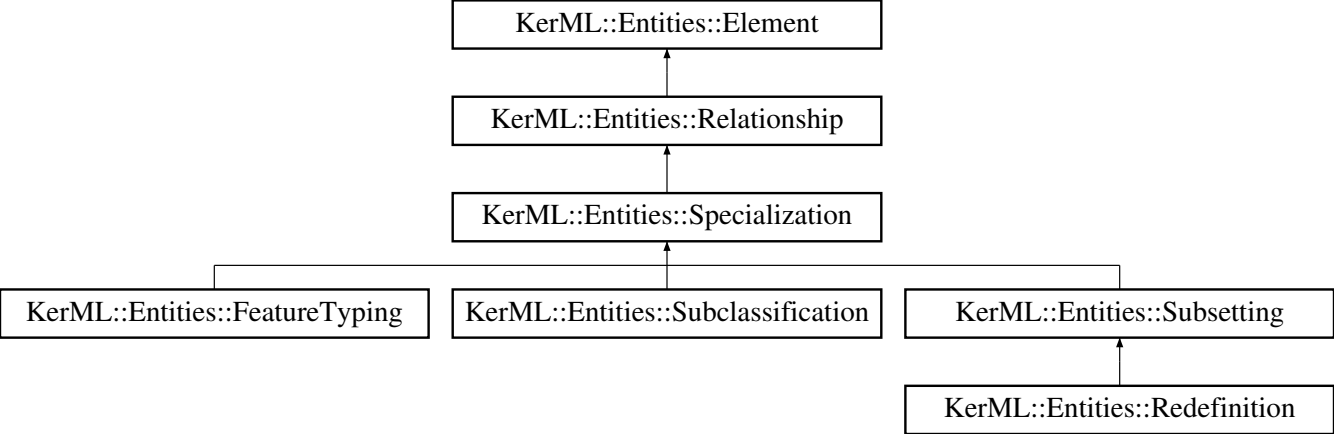 KerML::Entities::Element
KerML::Entities::Relationship
KerML::Entities::Specialization
KerML::Entities::FeatureTyping
KerML::Entities::Subclassification
KerML::Entities::Subsetting
KerML::Entities::Redefinition